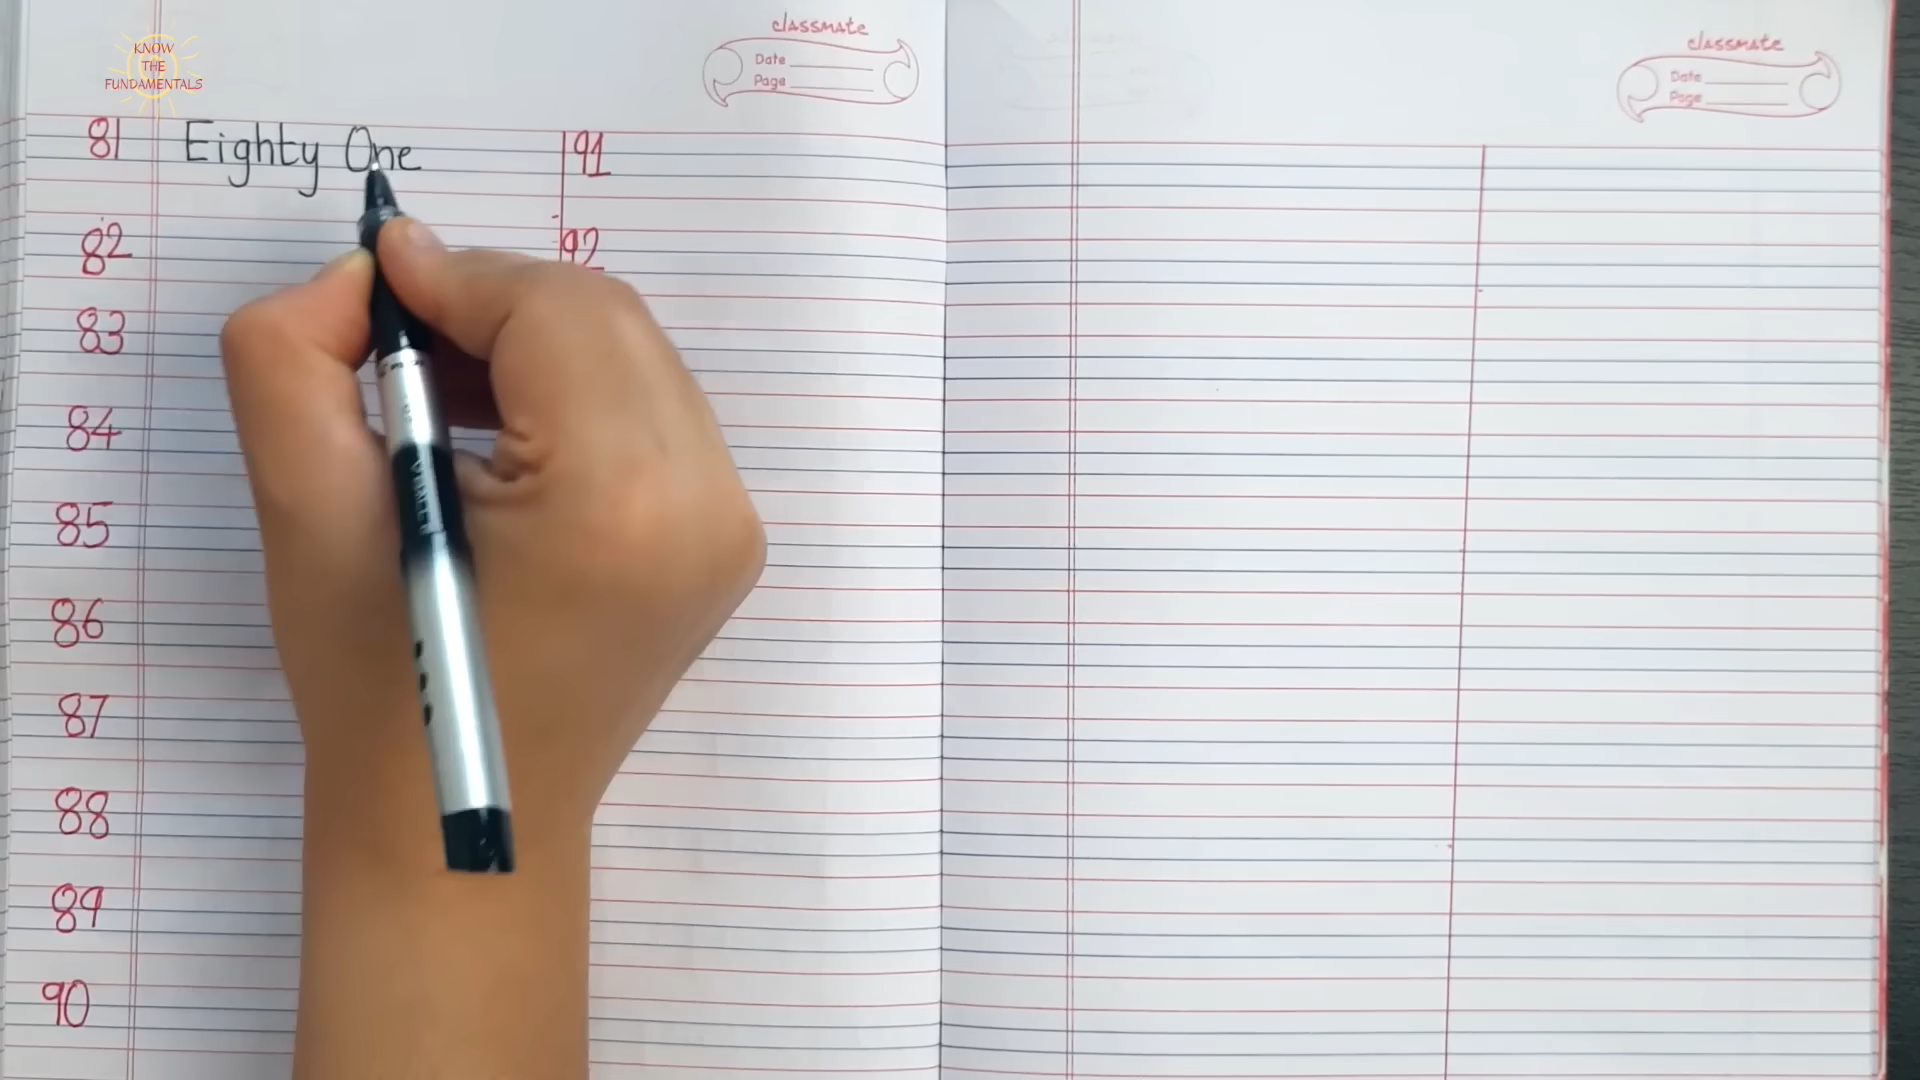 KNOW
THE
FUNDAMENTALS
classmate
Date
Page
classmate
Date
Page
81 Eighty One 91
82 92
83
84
85
86
87
88
89
90